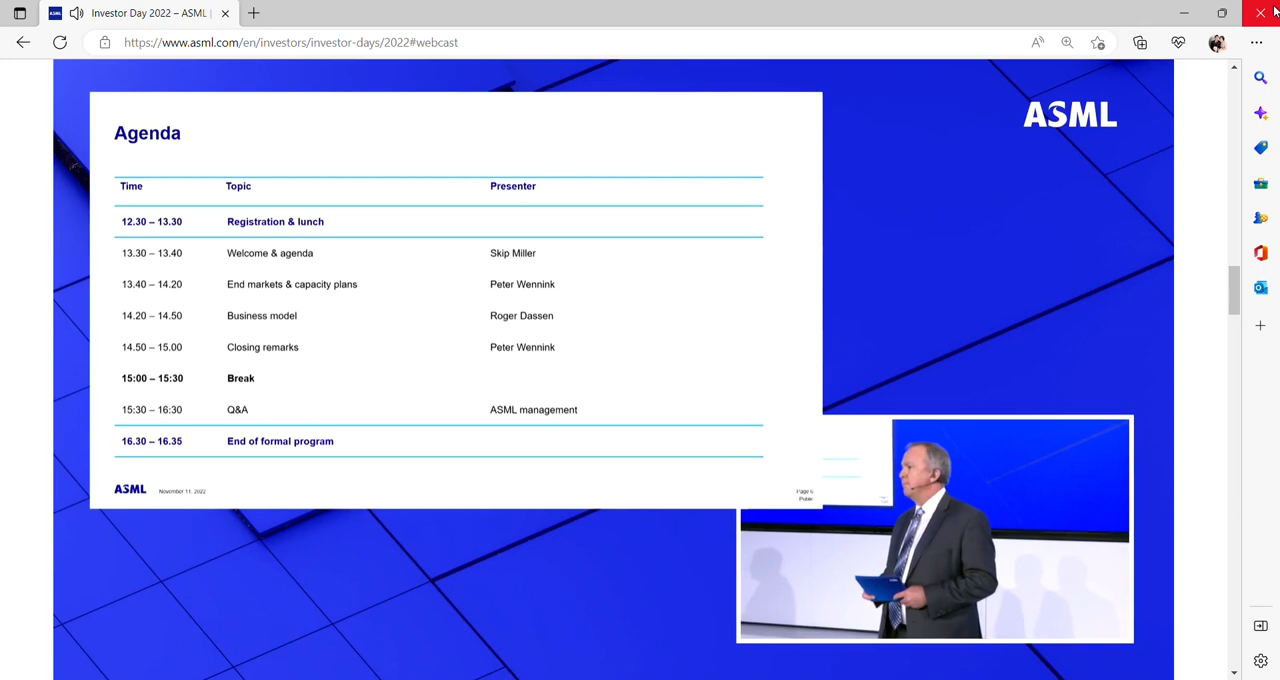 Investor Day 2022 – ASML |
https://www.asml.com/en/investors/investor-days/2022#webcast
ASML
Agenda
Time Topic Presenter
12.30 – 13.30 Registration & lunch
13.30 – 13.40 Welcome & agenda Skip Miller
13.40 – 14.20 End markets & capacity plans Peter Wennink
14.20 – 14.50 Business model Roger Dassen
14.50 – 15.00 Closing remarks Peter Wennink
15:00 – 15:30 Break
15:30 – 16:30 Q&A ASML management
16.30 – 16.35 End of formal program
ASML November 11, 2022
Page 6
Public